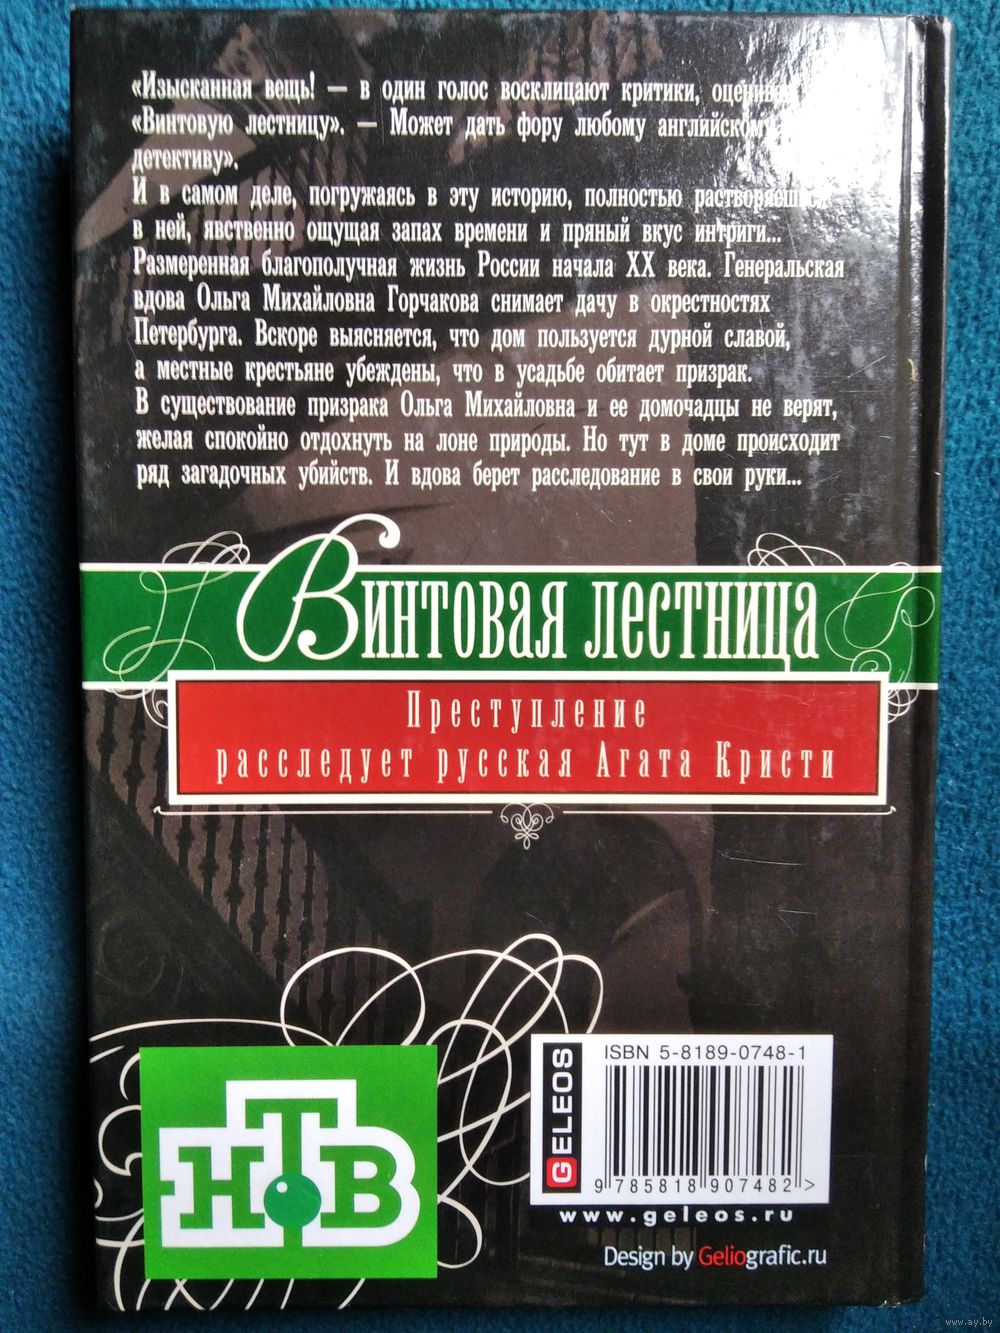 «Изысканная вещь! — в один голос восклицают критики,
«Винтовую лестницу». — Может дать фору любому английскому
детективу».
И в самом деле, погружаясь в эту историю, полностью растворяешься
в ней, явственно ощущая запах времени и пряный вкус интриги...
Размеренная благополучная жизнь России начала XX века. Генеральская
вдова Ольга Михайловна Горчакова снимает дачу в окрестностях
Петербурга. Вскоре выясняется, что дом пользуется дурной славой,
а местные крестьяне убеждены, что в усадьбе обитает призрак.
В существование призрака Ольга Михайловна и ее домочадцы не верят,
желая спокойно отдохнуть на лоне природы. Но тут в доме происходит
ряд загадочных убийств. И вдова берет расследование в свои руки...
Винтовая лестница
Преступление
расследует русская Агата Кристи
НТВ
GELEOS
ISBN 5-8189-0748-1
9 785818 907482 >
www.geleos.ru
Design by Geliografic.ru
www.ay.by